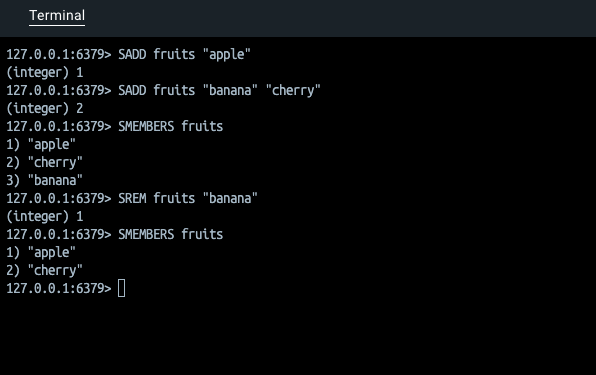 Terminal
127.0.0.1:6379> SADD fruits "apple"
(integer) 1
127.0.0.1:6379> SADD fruits "banana" "cherry"
(integer) 2
127.0.0.1:6379> SMEMBERS fruits
1) "apple"
2) "cherry"
3) "banana"
127.0.0.1:6379> SREM fruits "banana"
(integer) 1
127.0.0.1:6379> SMEMBERS fruits
1) "apple"
2) "cherry"
127.0.0.1:6379>